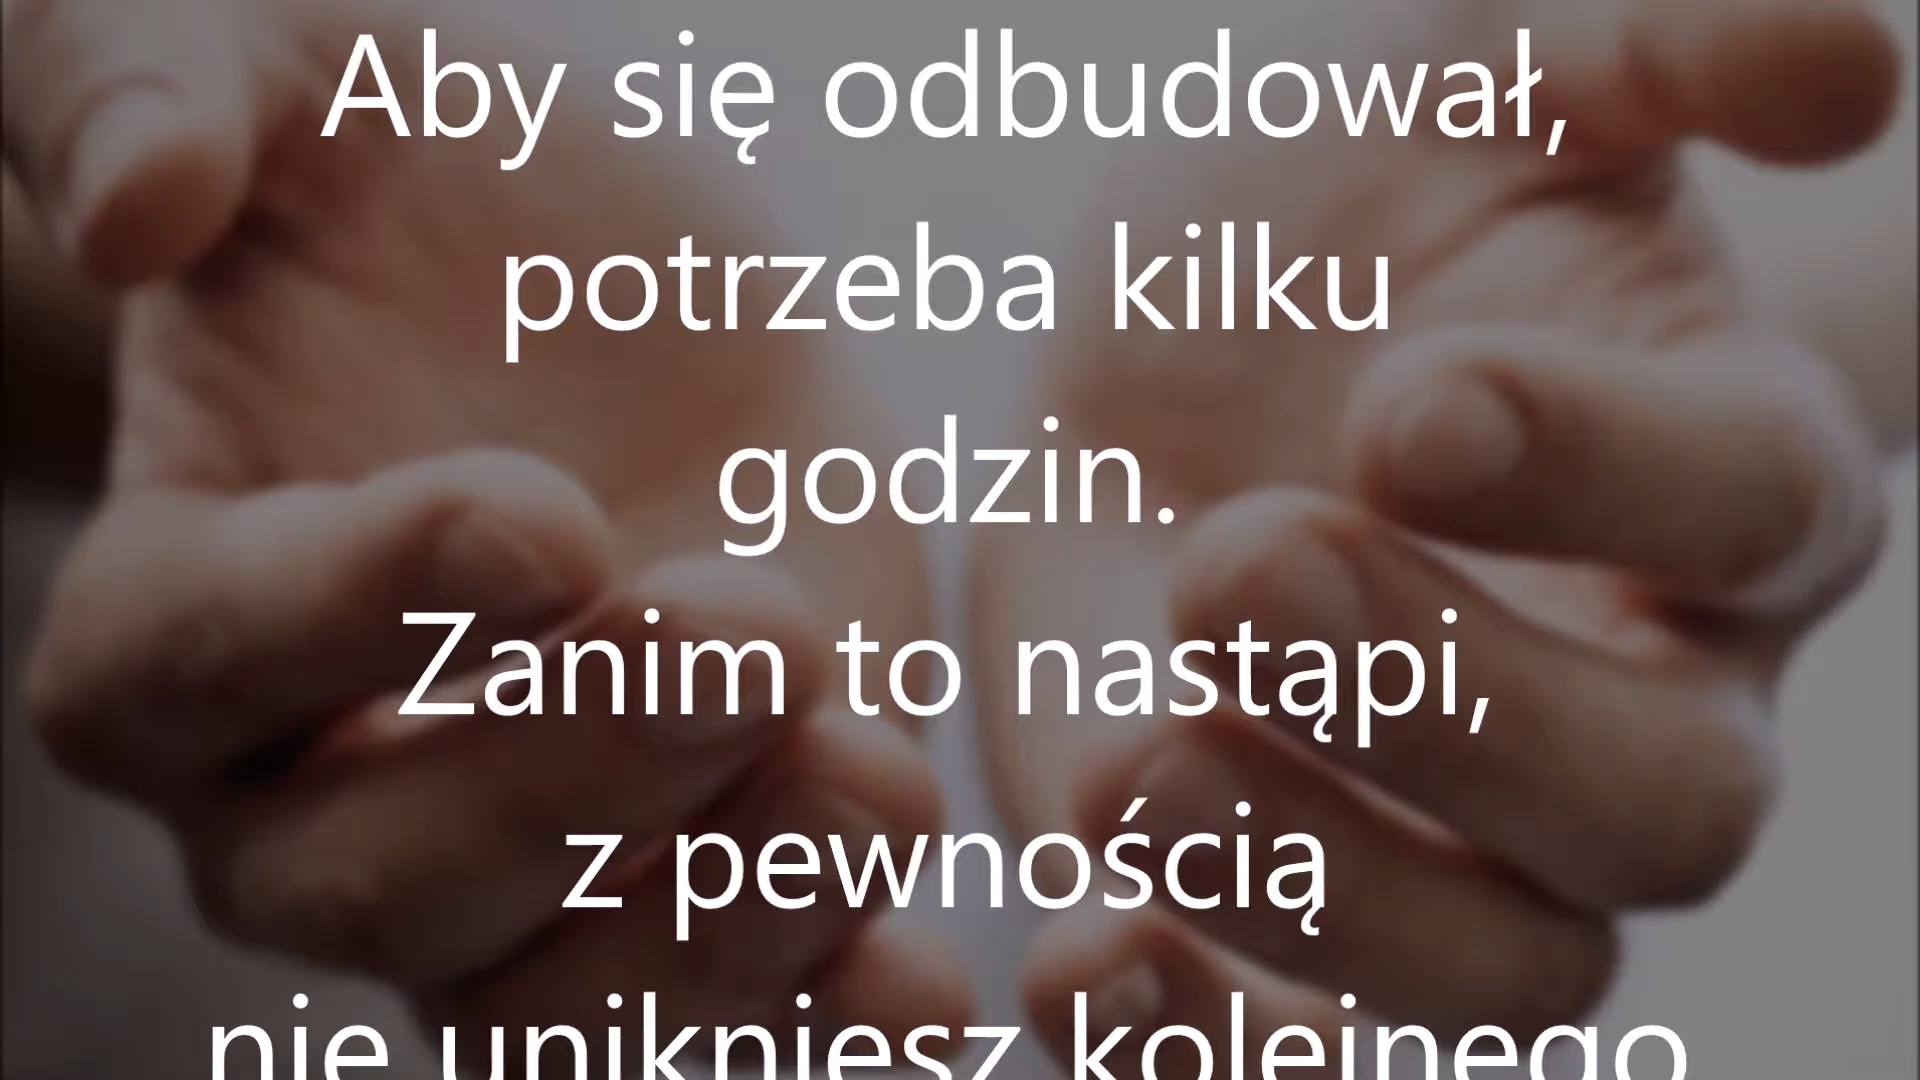 Aby się odbudował,
potrzeba kilku
godzin.
Zanim to nastąpi,
z pewnością
nie unikniesz kolejnego